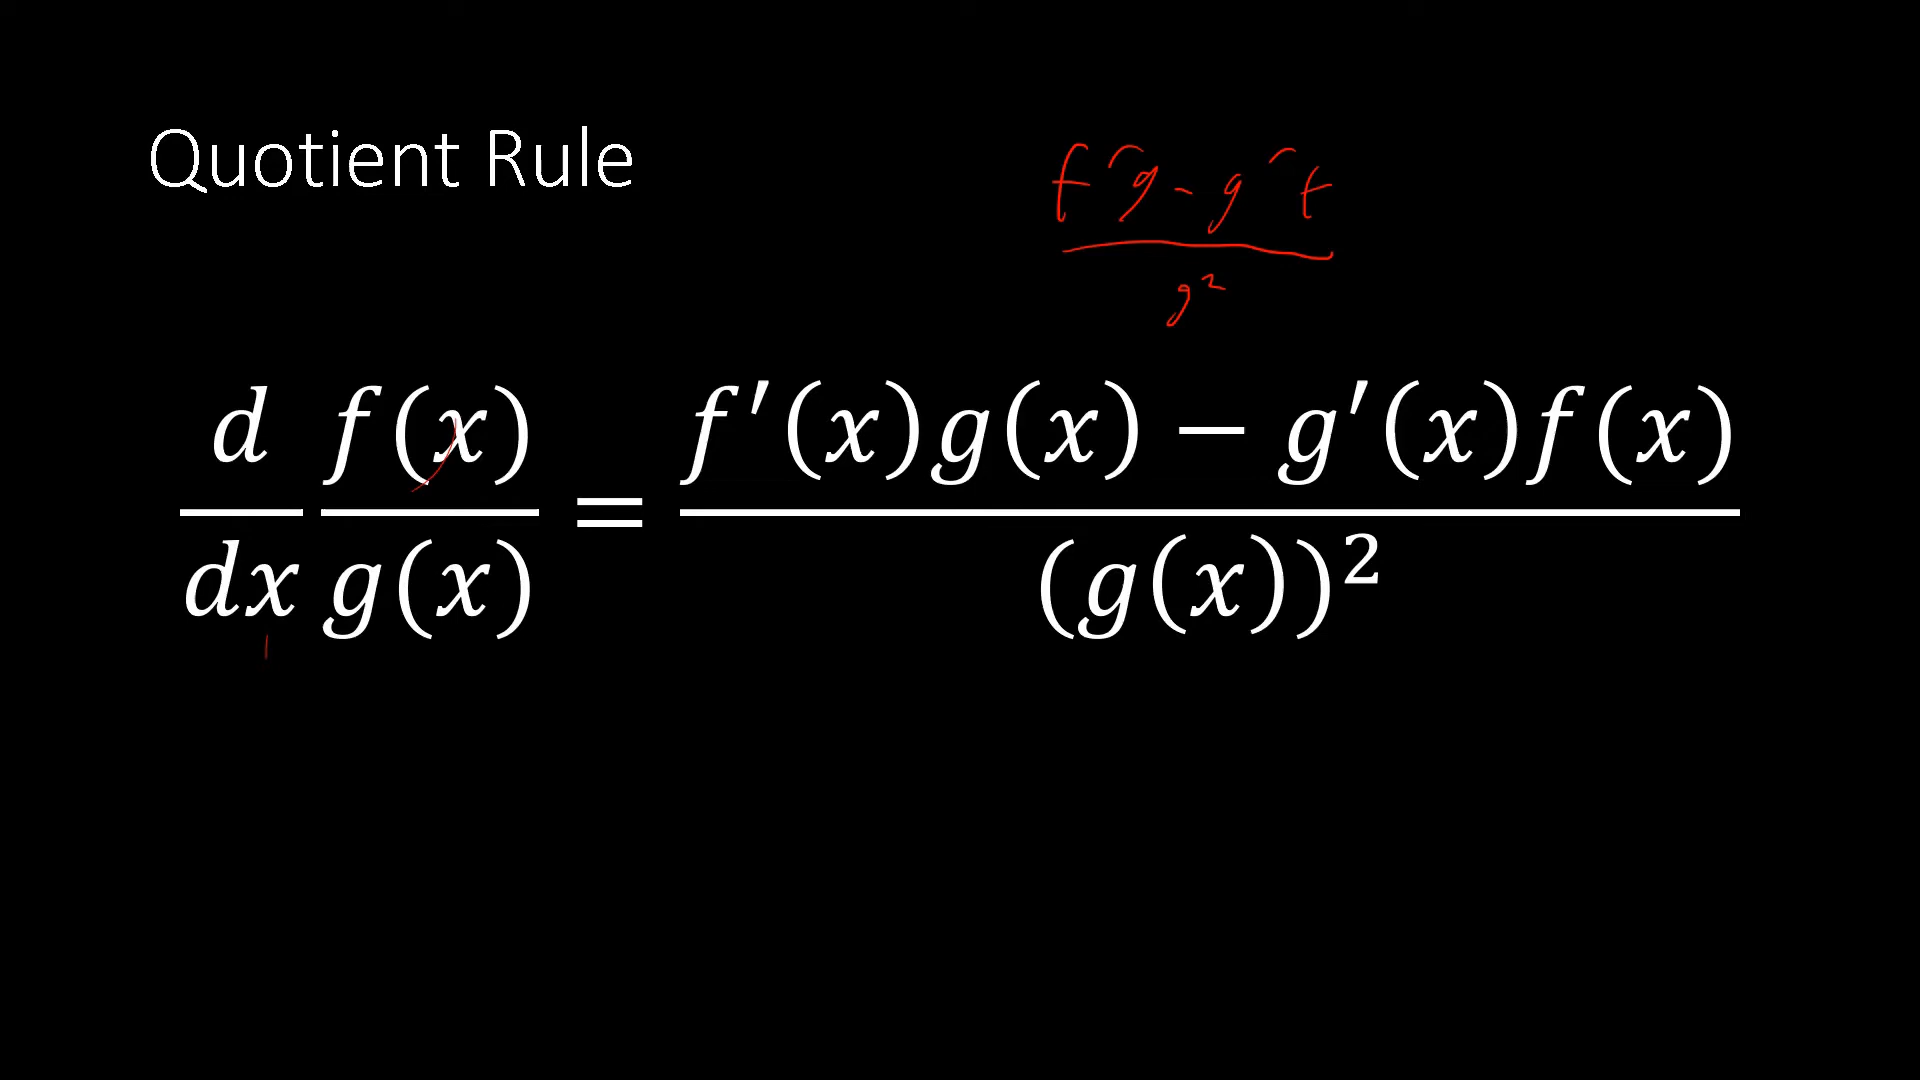 Quotient Rule
f'g - g'f
g²
d/dx f(x)/g(x) = f′(x)g(x) − g′(x)f(x)/(g(x))²